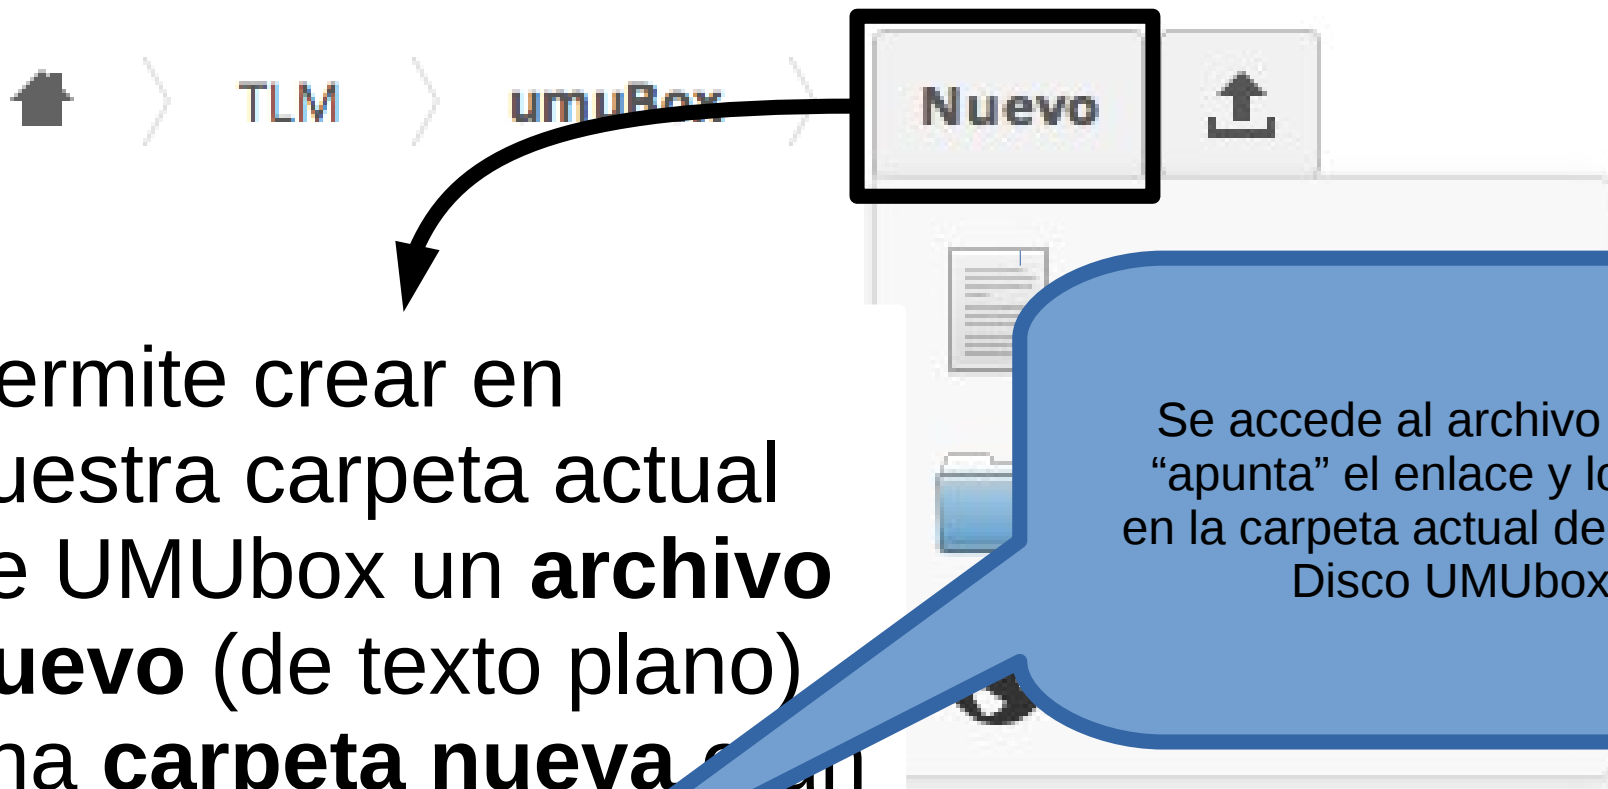 TLM umuBox Nuevo
ermite crear en
uestra carpeta actual
e UMUbox un archivo
uevo (de texto plano)
na carpeta nueva
Se accede al archivo
“apunta” el enlace y lo
en la carpeta actual de
Disco UMUbox